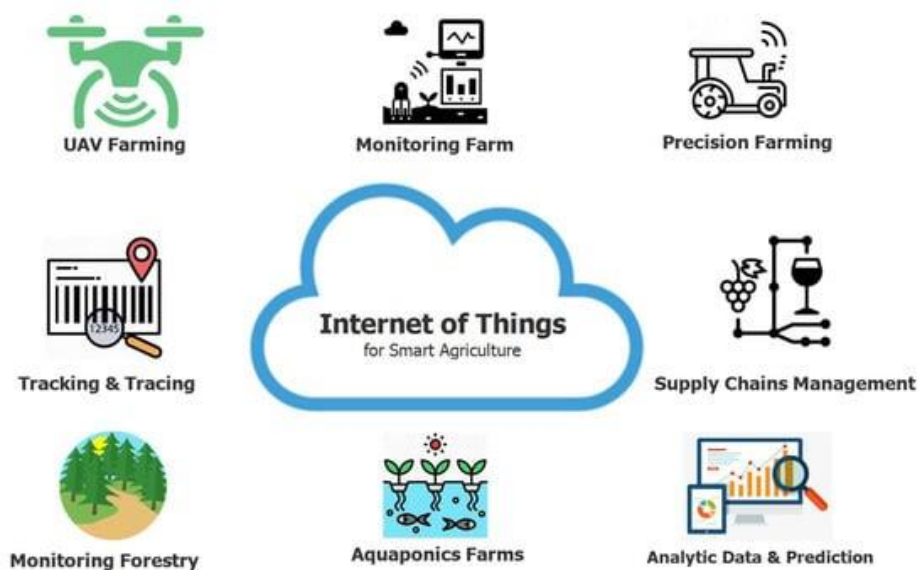 UAV Farming
Monitoring Farm
Precision Farming
Internet of Things
for Smart Agriculture
12345
Tracking & Tracing
Supply Chains Management
Monitoring Forestry
Aquaponics Farms
Analytic Data & Prediction